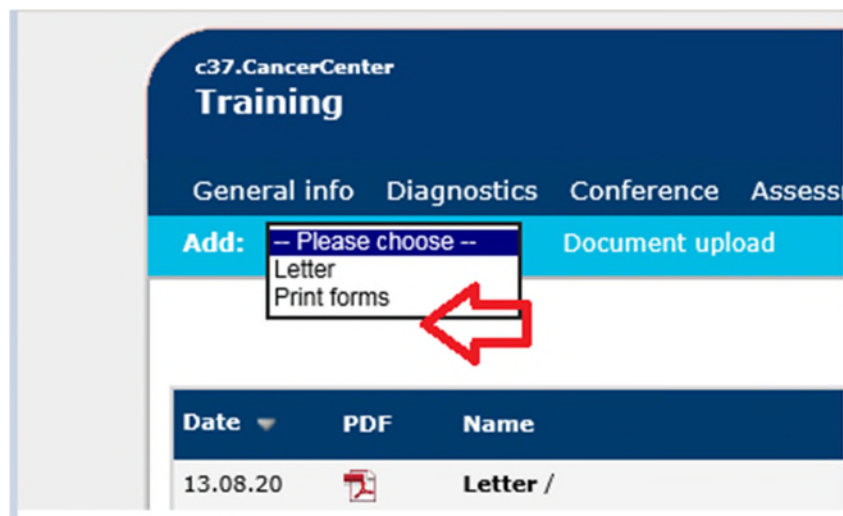 c37.CancerCenter
Training
General info Diagnostics Conference
Add: -- Please choose -- Document upload
Letter
Print forms
Date PDF Name
13.08.20 Letter /